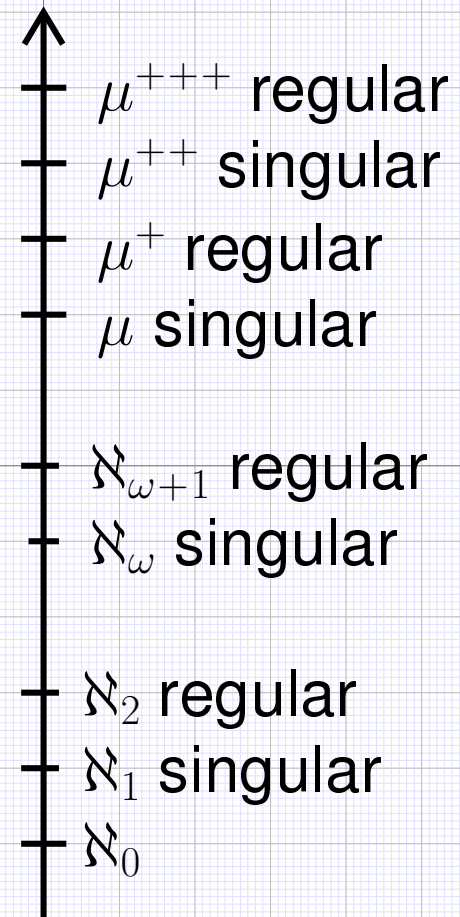 μ⁺⁺⁺ regular
μ⁺⁺ singular
μ⁺ regular
μ singular
ℵ_{ω+1} regular
ℵ_ω singular
ℵ₂ regular
ℵ₁ singular
ℵ₀